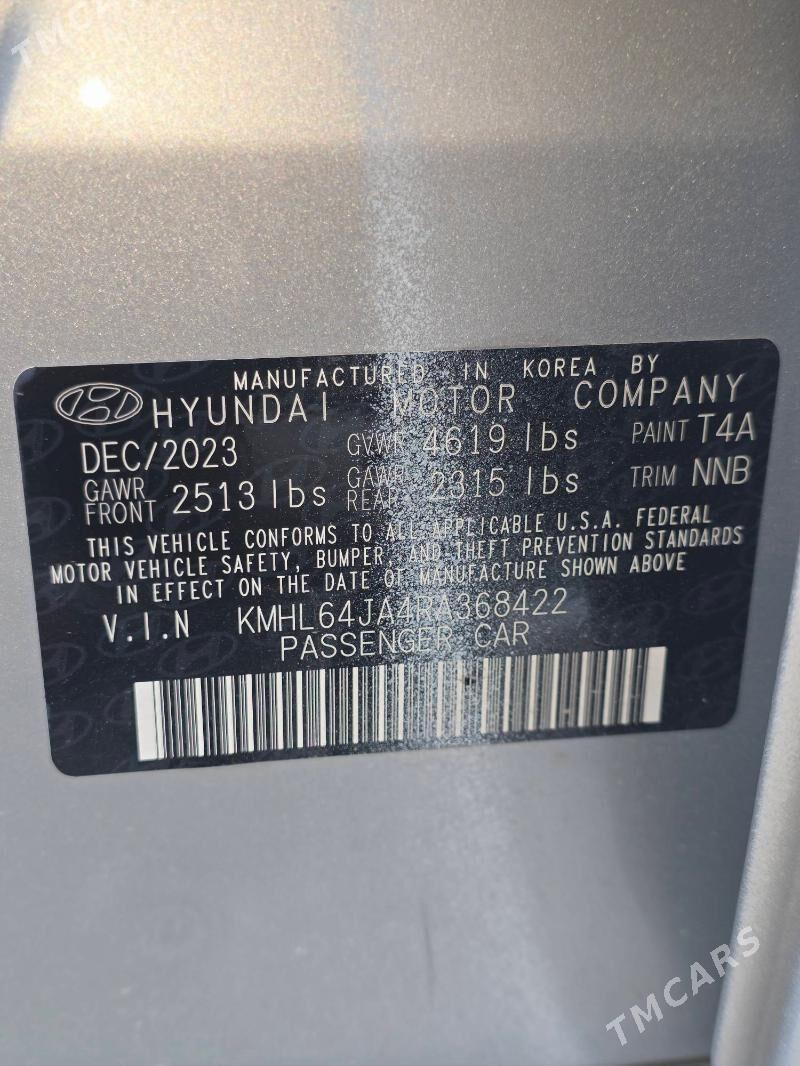 TMCARS
MANUFACTURED IN KOREA BY
HYUNDAI MOTOR COMPANY
DEC/2023 GVWR 4619 lbs PAINT T4A
GAWR FRONT 2513 lbs GAWR REAR 2315 lbs TRIM NNB
THIS VEHICLE CONFORMS TO ALL APPLICABLE U.S.A. FEDERAL
MOTOR VEHICLE SAFETY, BUMPER, AND THEFT PREVENTION STANDARDS
IN EFFECT ON THE DATE OF MANUFACTURE SHOWN ABOVE
V.I.N KMHL64JA4RA368422
PASSENGER CAR
TMCARS